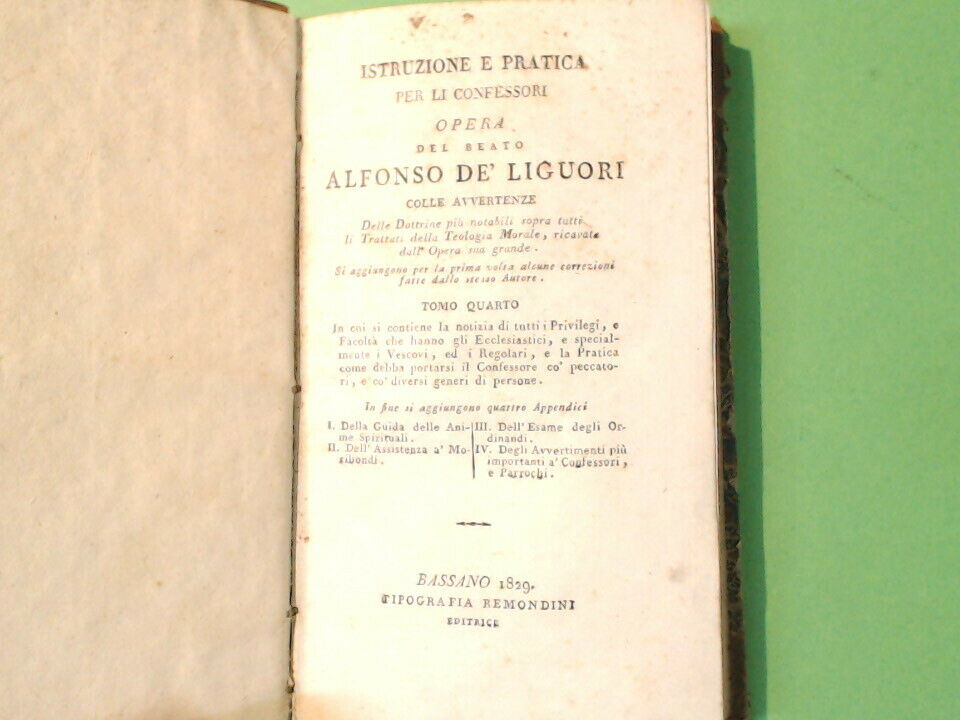 ISTRUZIONE E PRATICA
PER LI CONFESSORI
OPERA
DEL BEATO
ALFONSO DE' LIGUORI
COLLE AVVERTENZE
Delle Dottrine più notabili sopra tutti
li Trattati della Teologia Morale, ricavate
dall' Opera sua grande.
Si aggiungono per la prima volta alcune correzioni
fatte dallo stesso Autore.
TOMO QUARTO
In cui si contiene la notizia di tutti i Privilegi, e
Facoltà che hanno gli Ecclesiastici, e special-
mente i Vescovi, ed i Regolari, e la Pratica
come debba portarsi il Confessore co' peccato-
ri, e co' diversi generi di persone.
In fine si aggiungono quattro Appendici
I. Della Guida delle Ani-
me Spirituali.
II. Dell' Assistenza a' Mo-
ribondi.
III. Dell' Esame degli Or-
dinandi.
IV. Degli Avvertimenti più
importanti a' Confessori,
e Parrochi.
BASSANO 1829.
TIPOGRAFIA REMONDINI
EDITRICE